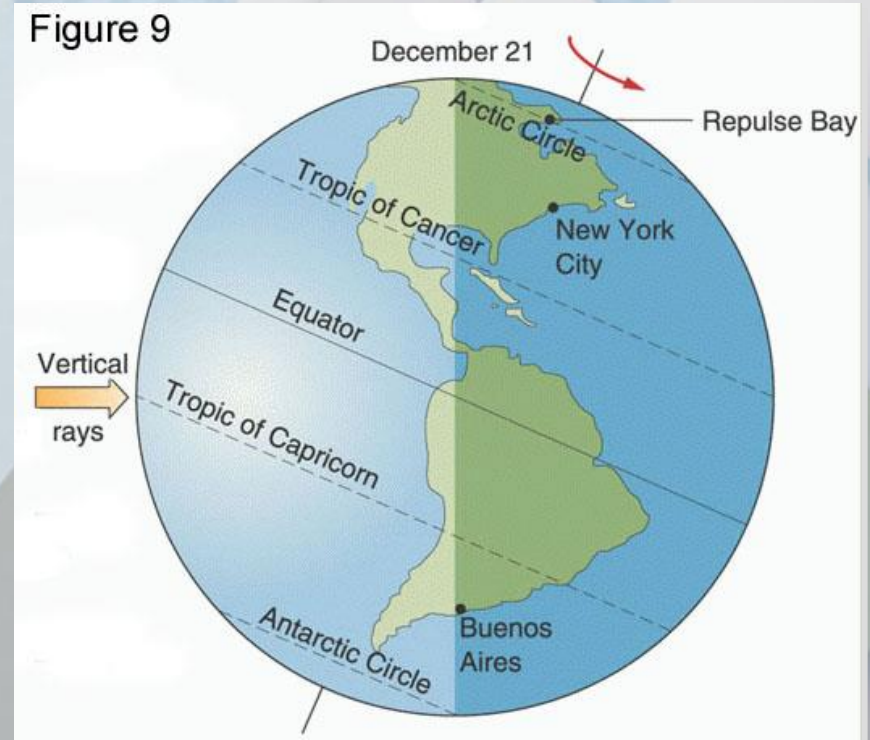 Figure 9
December 21
Arctic Circle
Repulse Bay
Tropic of Cancer
New York
City
Equator
Vertical
rays
Tropic of Capricorn
Buenos
Aires
Antarctic Circle